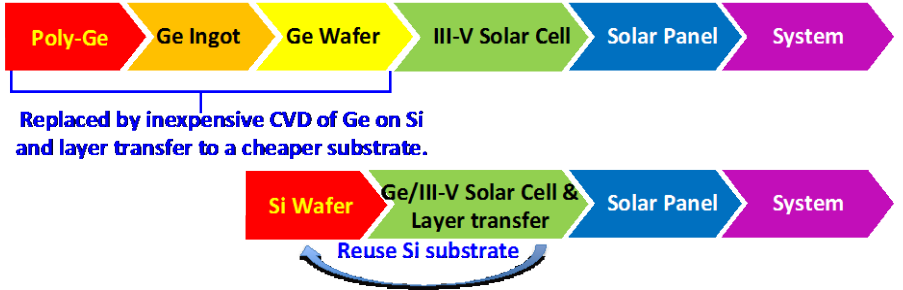 Poly-Ge Ge Ingot Ge Wafer III-V Solar Cell Solar Panel System
Replaced by inexpensive CVD of Ge on Si
and layer transfer to a cheaper substrate.
Si Wafer Ge/III-V Solar Cell & Solar Panel System
Layer transfer
Reuse Si substrate